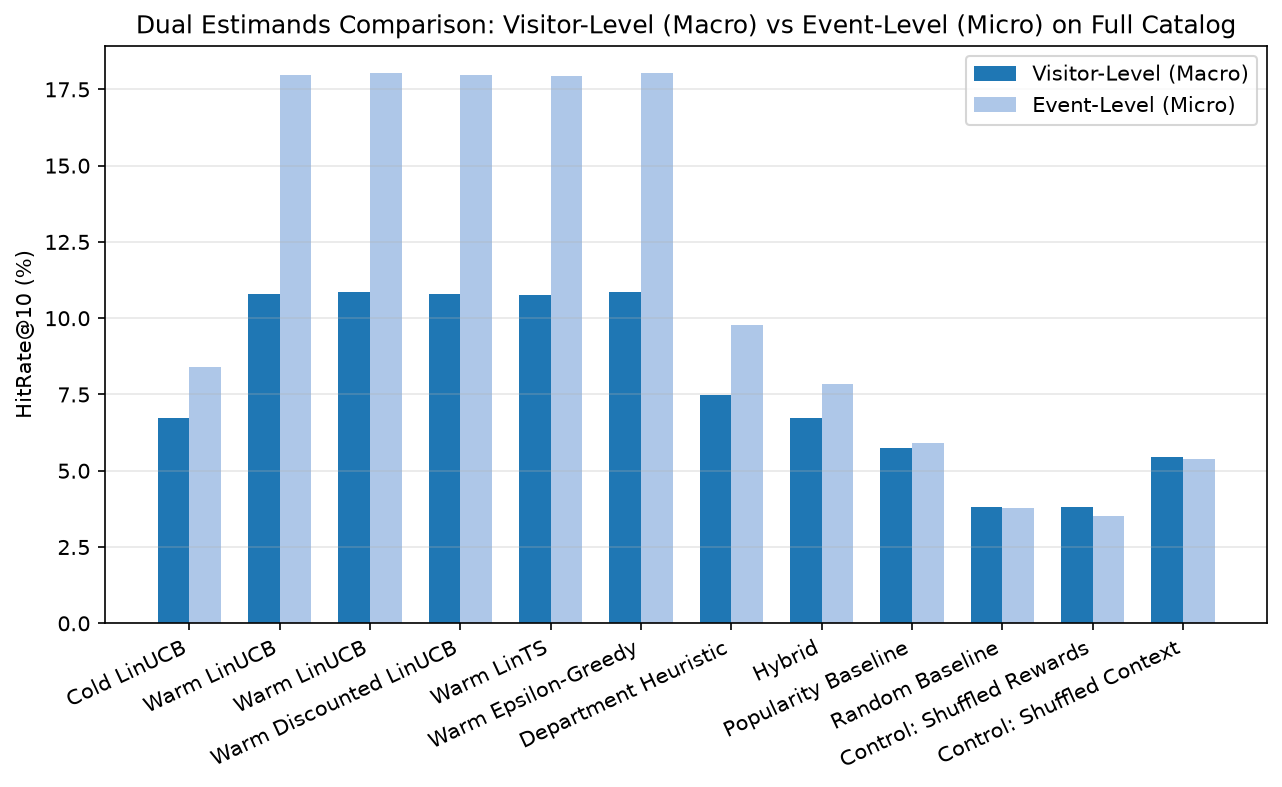 Dual Estimands Comparison: Visitor-Level (Macro) vs Event-Level (Micro) on Full Catalog
Visitor-Level (Macro)
Event-Level (Micro)
HitRate@10 (%)
17.5
15.0
12.5
10.0
7.5
5.0
2.5
0.0
Cold LinUCB
Warm LinUCB
Warm LinUCB
Warm Discounted LinUCB
Warm LinTS
Warm Epsilon-Greedy
Department Heuristic
Hybrid
Popularity Baseline
Random Baseline
Control: Shuffled Rewards
Control: Shuffled Context